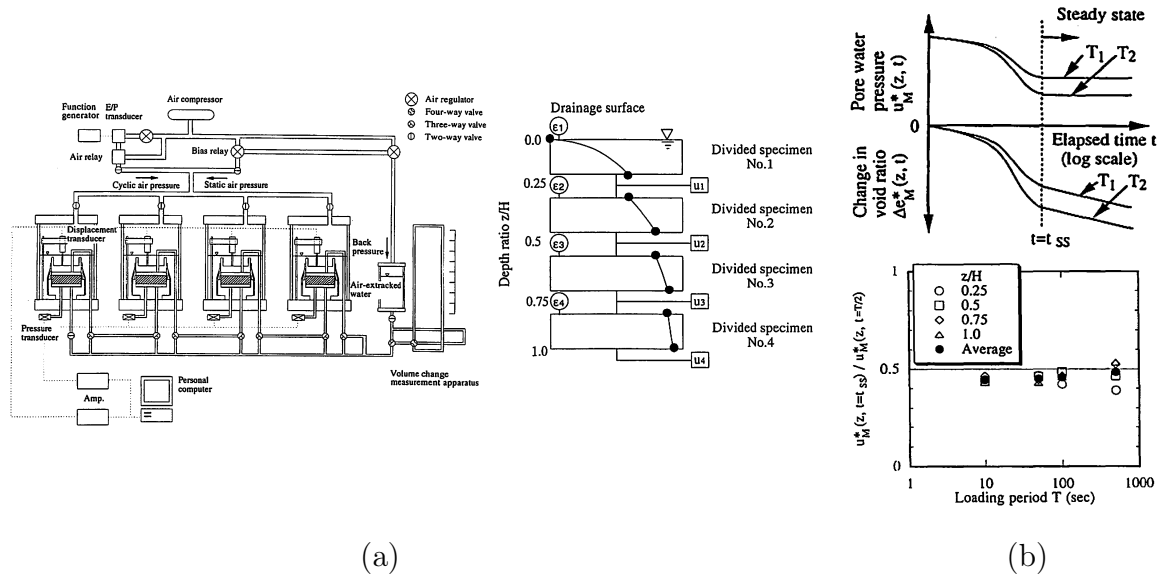 Air compressor
Function generator
E/P transducer
Air relay
Bias relay
Air regulator
Four-way valve
Three-way valve
Two-way valve
Cyclic air pressure
Static air pressure
Displacement transducer
Back pressure
Air-extracted water
Pressure transducer
Volume change measurement apparatus
Amp.
Personal computer
Drainage surface
Depth ratio z/H
0.0
0.25
0.5
0.75
1.0
ε1
ε2
ε3
ε4
u1
u2
u3
u4
Divided specimen No.1
Divided specimen No.2
Divided specimen No.3
Divided specimen No.4
(a)
Steady state
Pore water pressure u*M(z, t)
T1
T2
0
Elapsed time t (log scale)
Change in void ratio Δe*M(z, t)
T1
T2
t=t SS
u*M(z, t=t SS) / u*M(z, t=T/2)
1
0.5
0
z/H
0.25
0.5
0.75
1.0
Average
1
10
100
1000
Loading period T (sec)
(b)